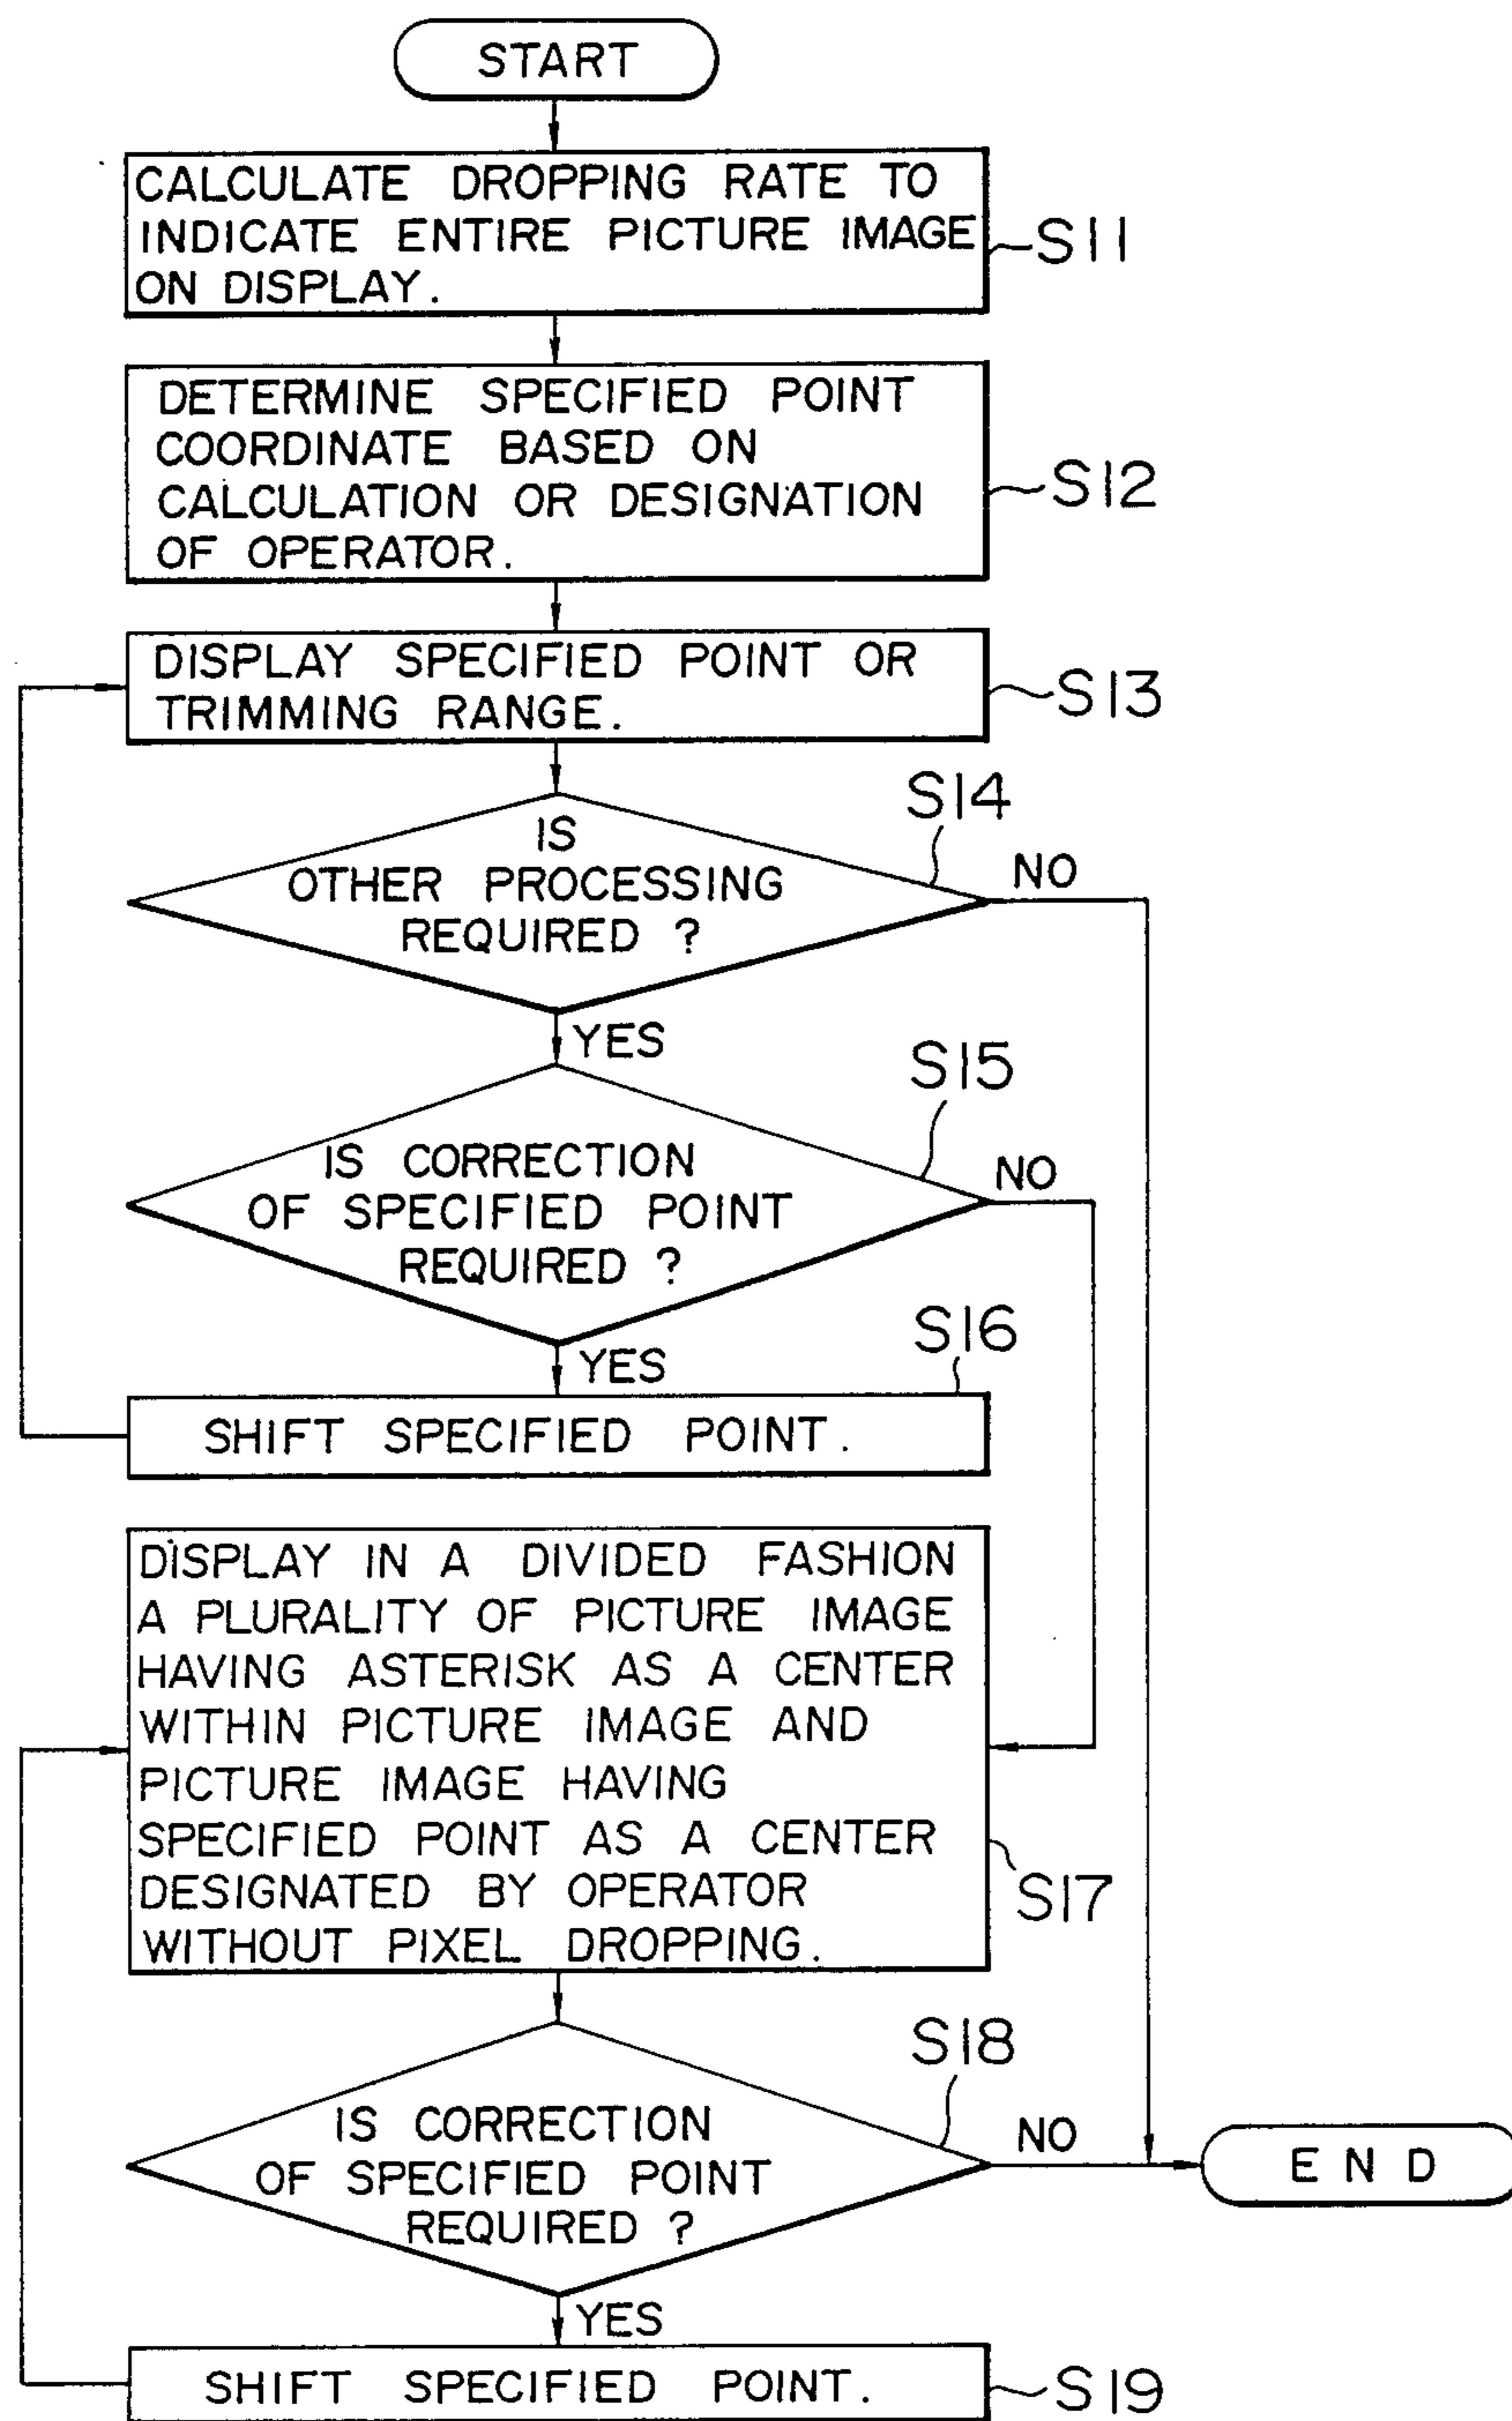 START
CALCULATE DROPPING RATE TO
INDICATE ENTIRE PICTURE IMAGE
ON DISPLAY.
S11
DETERMINE SPECIFIED POINT
COORDINATE BASED ON
CALCULATION OR DESIGNATION
OF OPERATOR.
S12
DISPLAY SPECIFIED POINT OR
TRIMMING RANGE.
S13
S14
IS
OTHER PROCESSING
REQUIRED ?
NO
YES
S15
IS CORRECTION
OF SPECIFIED POINT
REQUIRED ?
NO
YES
S16
SHIFT SPECIFIED POINT.
DISPLAY IN A DIVIDED FASHION
A PLURALITY OF PICTURE IMAGE
HAVING ASTERISK AS A CENTER
WITHIN PICTURE IMAGE AND
PICTURE IMAGE HAVING
SPECIFIED POINT AS A CENTER
DESIGNATED BY OPERATOR
WITHOUT PIXEL DROPPING.
S17
S18
IS CORRECTION
OF SPECIFIED POINT
REQUIRED ?
NO
END
YES
SHIFT SPECIFIED POINT.
S19